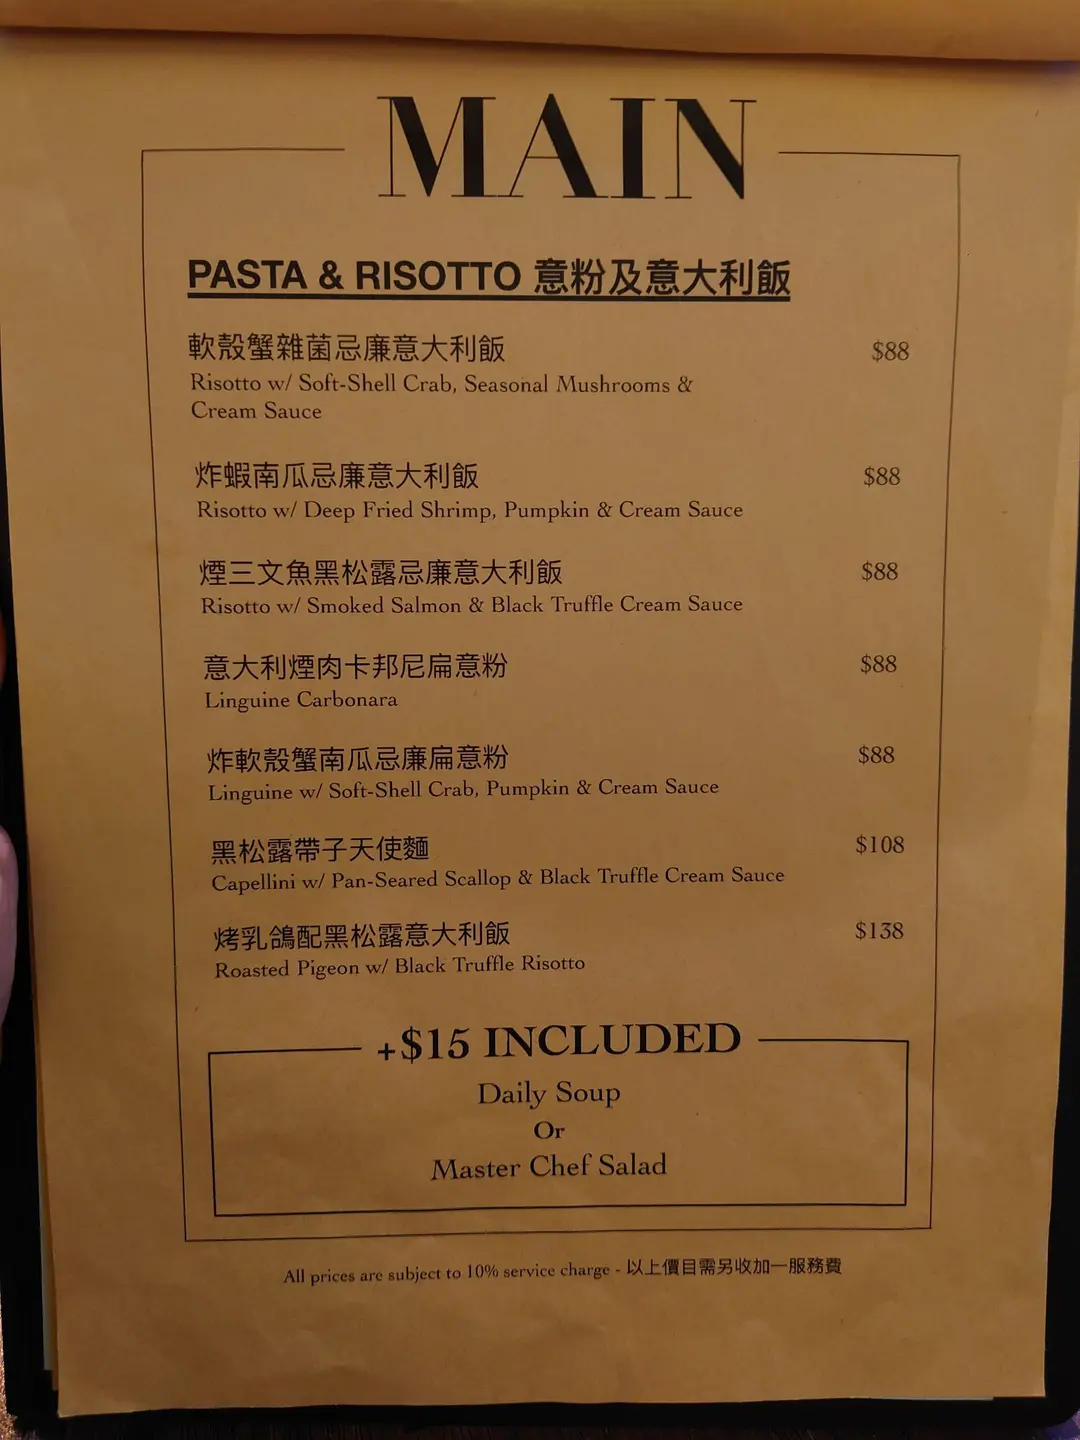 MAIN
PASTA & RISOTTO 意粉及意大利飯
軟殼蟹雜菌忌廉意大利飯 $88
Risotto w/ Soft-Shell Crab, Seasonal Mushrooms &
Cream Sauce
炸蝦南瓜忌廉意大利飯 $88
Risotto w/ Deep Fried Shrimp, Pumpkin & Cream Sauce
煙三文魚黑松露忌廉意大利飯 $88
Risotto w/ Smoked Salmon & Black Truffle Cream Sauce
意大利煙肉卡邦尼扁意粉 $88
Linguine Carbonara
炸軟殼蟹南瓜忌廉扁意粉 $88
Linguine w/ Soft-Shell Crab, Pumpkin & Cream Sauce
黑松露帶子天使麵 $108
Capellini w/ Pan-Seared Scallop & Black Truffle Cream Sauce
烤乳鴿配黑松露意大利飯 $138
Roasted Pigeon w/ Black Truffle Risotto
+$15 INCLUDED
Daily Soup
Or
Master Chef Salad
All prices are subject to 10% service charge - 以上價目需另收加一服務費